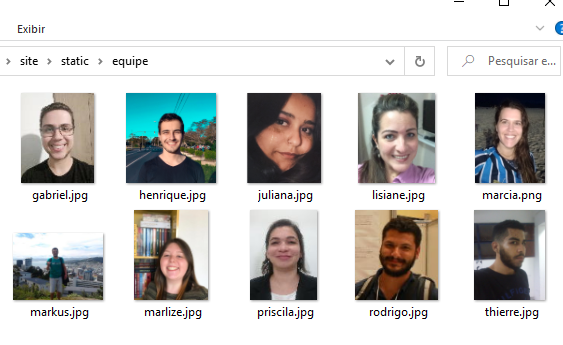 Exibir
site static equipe
Pesquisar e...
gabriel.jpg henrique.jpg juliana.jpg lisiane.jpg marcia.png
markus.jpg marlize.jpg priscila.jpg rodrigo.jpg thierre.jpg